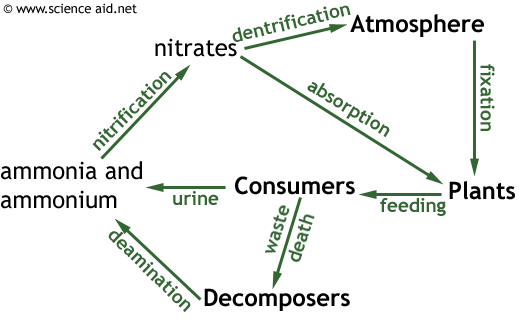 © www.science aid.net
dentrification
Atmosphere
nitrates
nitrification
absorption
fixation
ammonia and
ammonium
urine
Consumers
feeding
Plants
waste
death
deamination
Decomposers